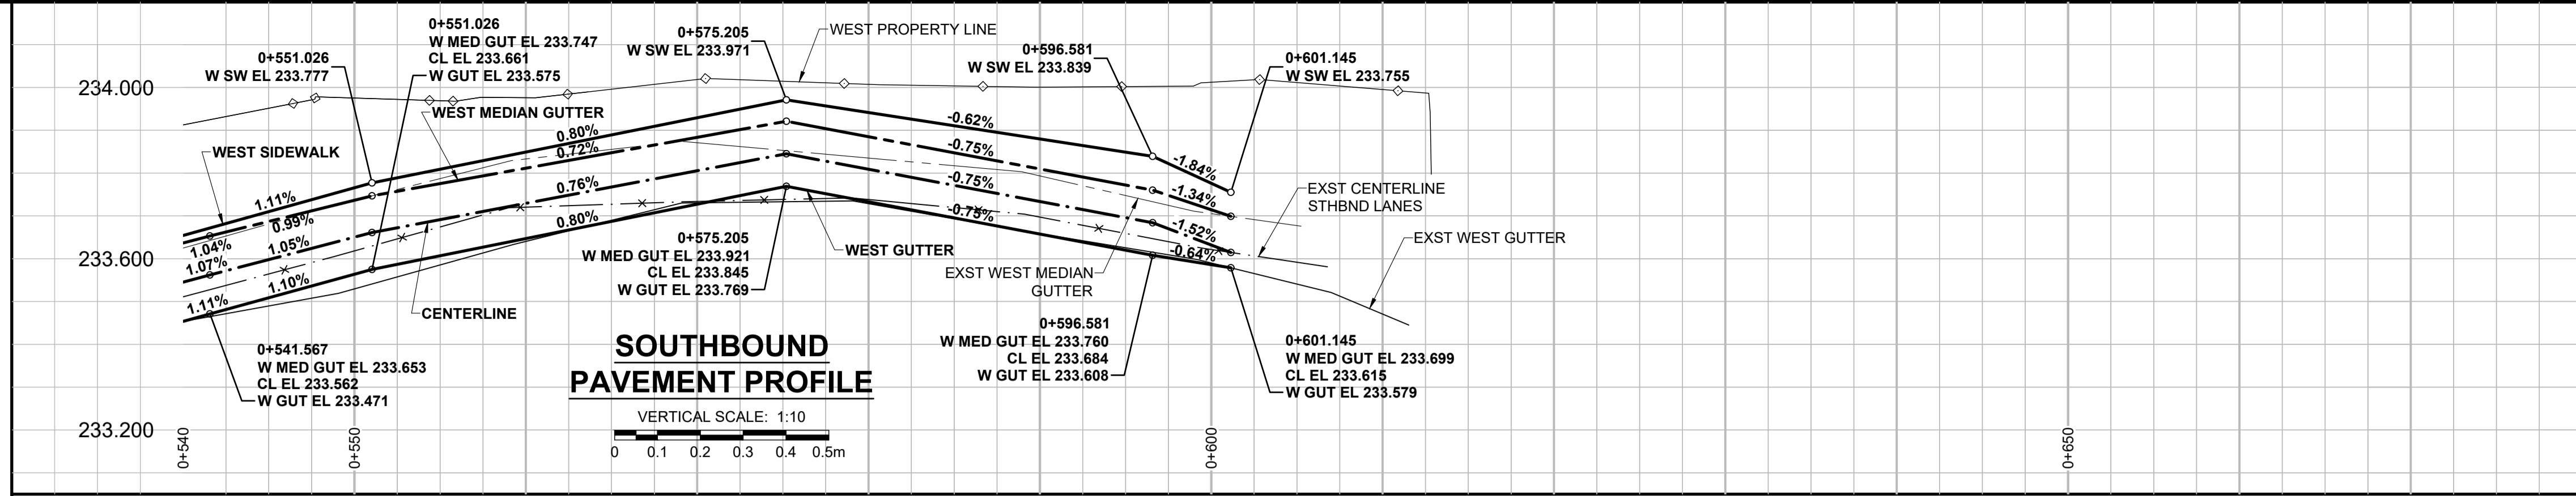 0+551.026
W MED GUT EL 233.747
CL EL 233.661
W GUT EL 233.575
0+551.026
W SW EL 233.777
0+575.205
W SW EL 233.971
WEST PROPERTY LINE
0+596.581
W SW EL 233.839
0+601.145
W SW EL 233.755
234.000
WEST MEDIAN GUTTER
WEST SIDEWALK
0.80%
0.72%
-0.62%
-0.75%
-1.84%
1.11%
0.99%
0.76%
-0.75%
-1.34%
EXST CENTERLINE
STHBND LANES
1.04%
1.05%
0.80%
-0.75%
-1.52%
EXST WEST GUTTER
233.600
1.07%
-0.64%
0+575.205
W MED GUT EL 233.921
CL EL 233.845
W GUT EL 233.769
WEST GUTTER
EXST WEST MEDIAN
GUTTER
1.10%
1.11%
CENTERLINE
0+541.567
W MED GUT EL 233.653
CL EL 233.562
W GUT EL 233.471
SOUTHBOUND
PAVEMENT PROFILE
VERTICAL SCALE: 1:10
0 0.1 0.2 0.3 0.4 0.5m
0+596.581
W MED GUT EL 233.760
CL EL 233.684
W GUT EL 233.608
0+601.145
W MED GUT EL 233.699
CL EL 233.615
W GUT EL 233.579
233.200
0+540
0+550
0+600
0+650